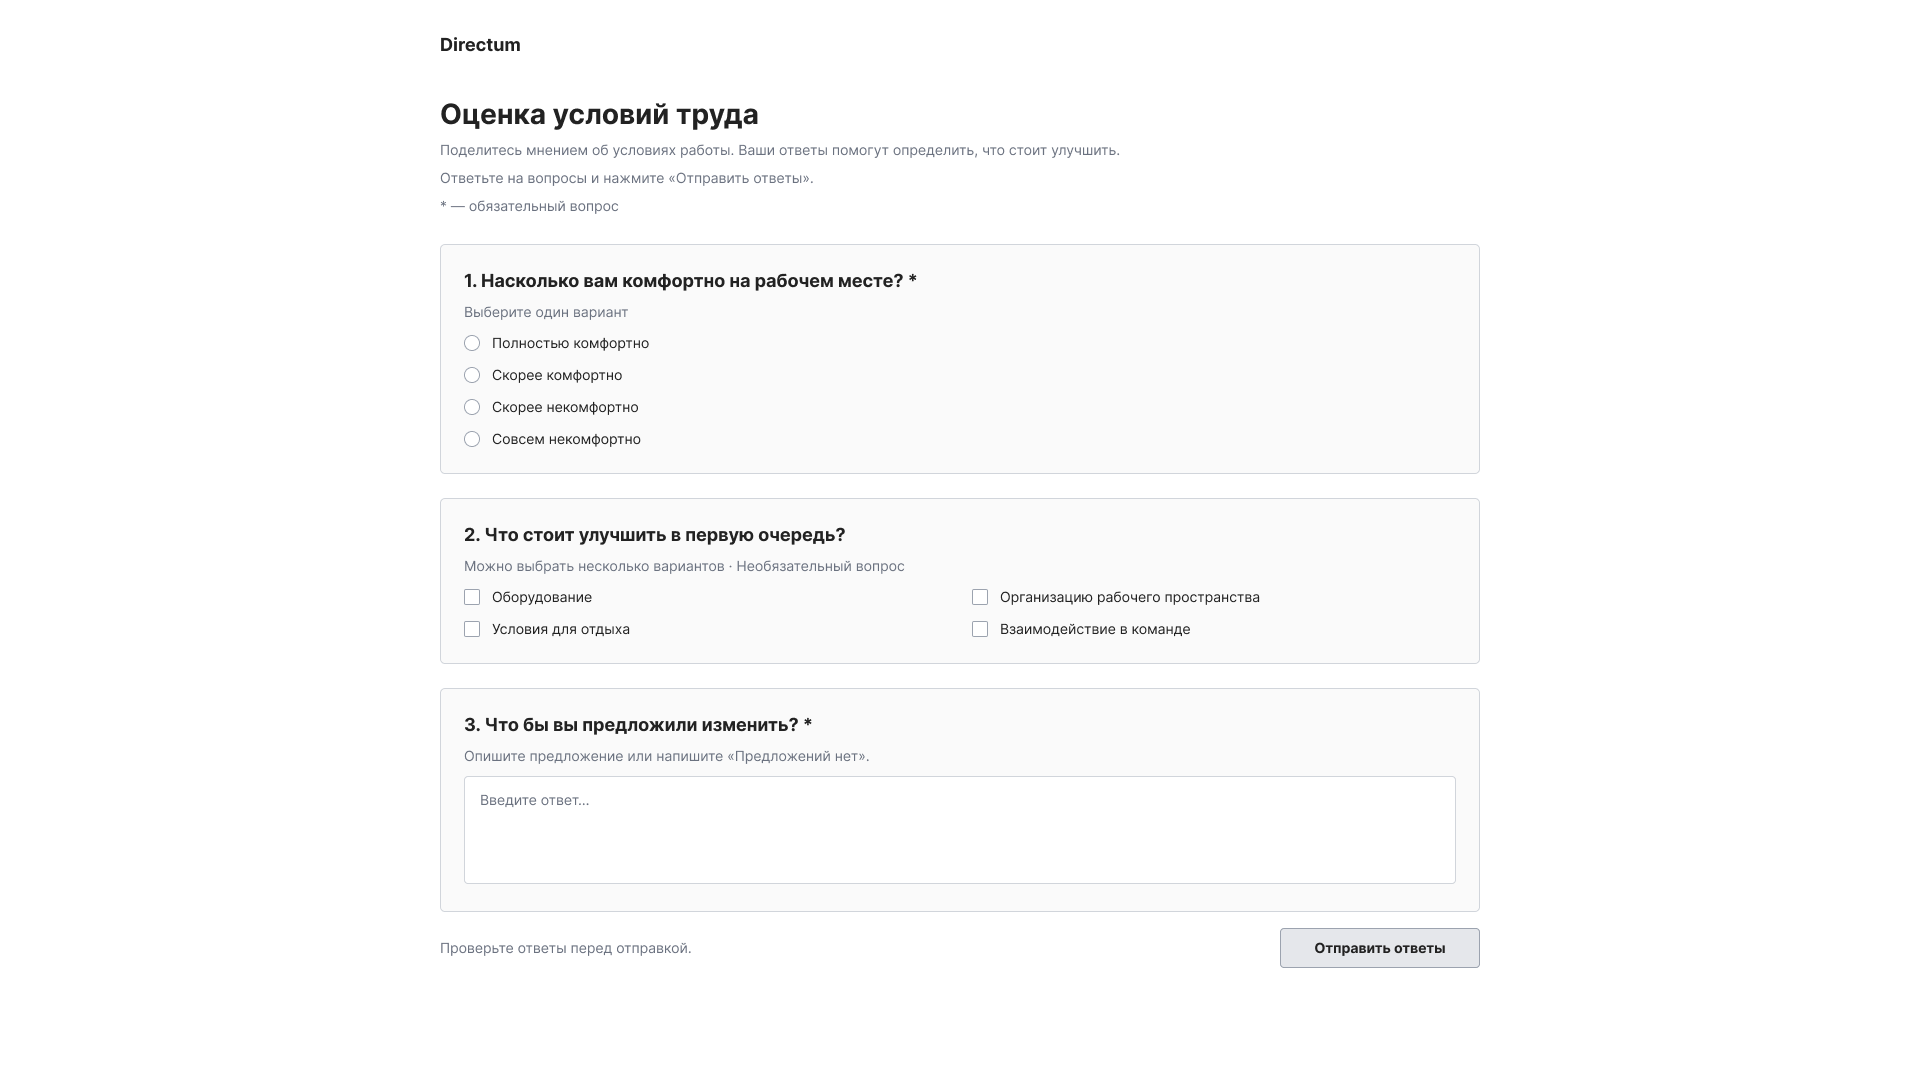 Directum
Оценка условий труда
Поделитесь мнением об условиях работы. Ваши ответы помогут определить, что стоит улучшить.
Ответьте на вопросы и нажмите «Отправить ответы».
* — обязательный вопрос
1. Насколько вам комфортно на рабочем месте? *
Выберите один вариант
Полностью комфортно
Скорее комфортно
Скорее некомфортно
Совсем некомфортно
2. Что стоит улучшить в первую очередь?
Можно выбрать несколько вариантов · Необязательный вопрос
Оборудование
Организацию рабочего пространства
Условия для отдыха
Взаимодействие в команде
3. Что бы вы предложили изменить? *
Опишите предложение или напишите «Предложений нет».
Введите ответ...
Проверьте ответы перед отправкой.
Отправить ответы